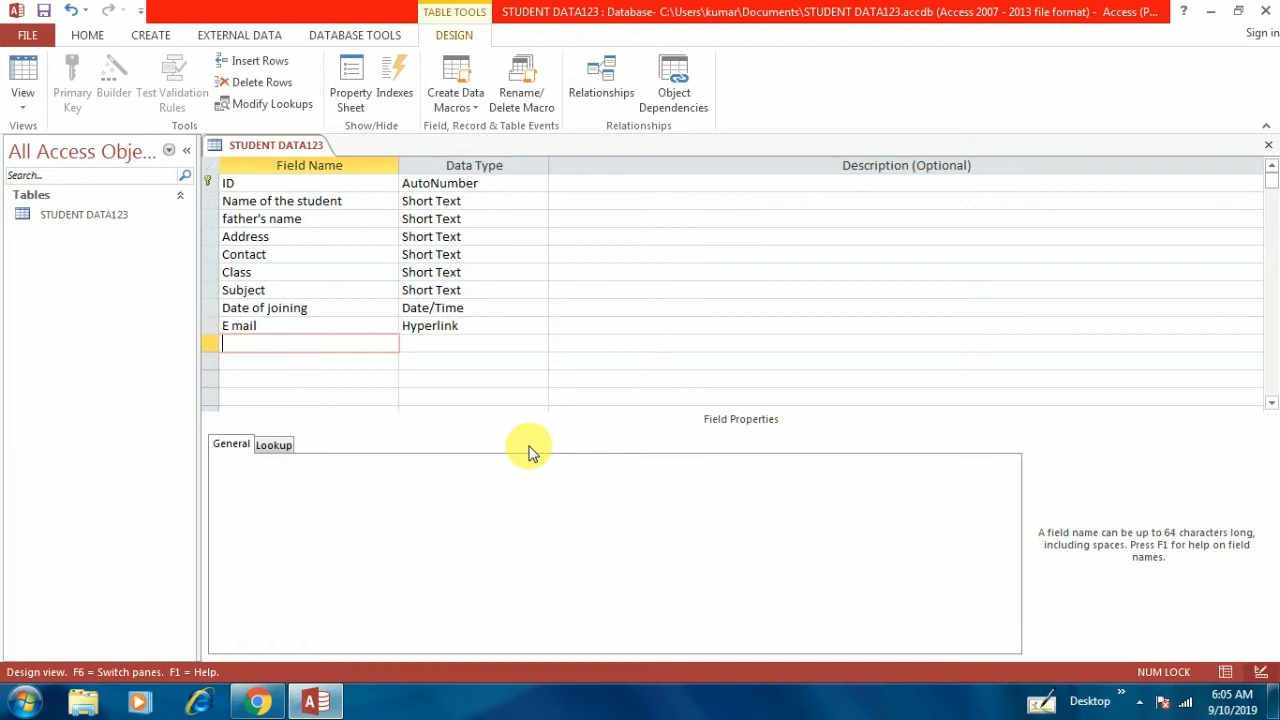 TABLE TOOLS
STUDENT DATA123 : Database- C:\Users\kumar\Documents\STUDENT DATA123.accdb (Access 2007 - 2013 file format) - Access (P...
?
FILE HOME CREATE EXTERNAL DATA DATABASE TOOLS DESIGN Sign in
View
Primary Key
Builder
Test Validation Rules
Insert Rows
Delete Rows
Modify Lookups
Property Sheet
Indexes
Create Data Macros
Rename/ Delete Macro
Relationships
Object Dependencies
Views Tools Show/Hide Field, Record & Table Events Relationships
All Access Obje...
Search...
Tables
STUDENT DATA123
STUDENT DATA123
Field Name Data Type Description (Optional)
ID AutoNumber
Name of the student Short Text
father's name Short Text
Address Short Text
Contact Short Text
Class Short Text
Subject Short Text
Date of joining Date/Time
E mail Hyperlink
Field Properties
General Lookup
A field name can be up to 64 characters long,
including spaces. Press F1 for help on field
names.
Design view. F6 = Switch panes. F1 = Help. NUM LOCK
Desktop
6:05 AM
9/10/2019